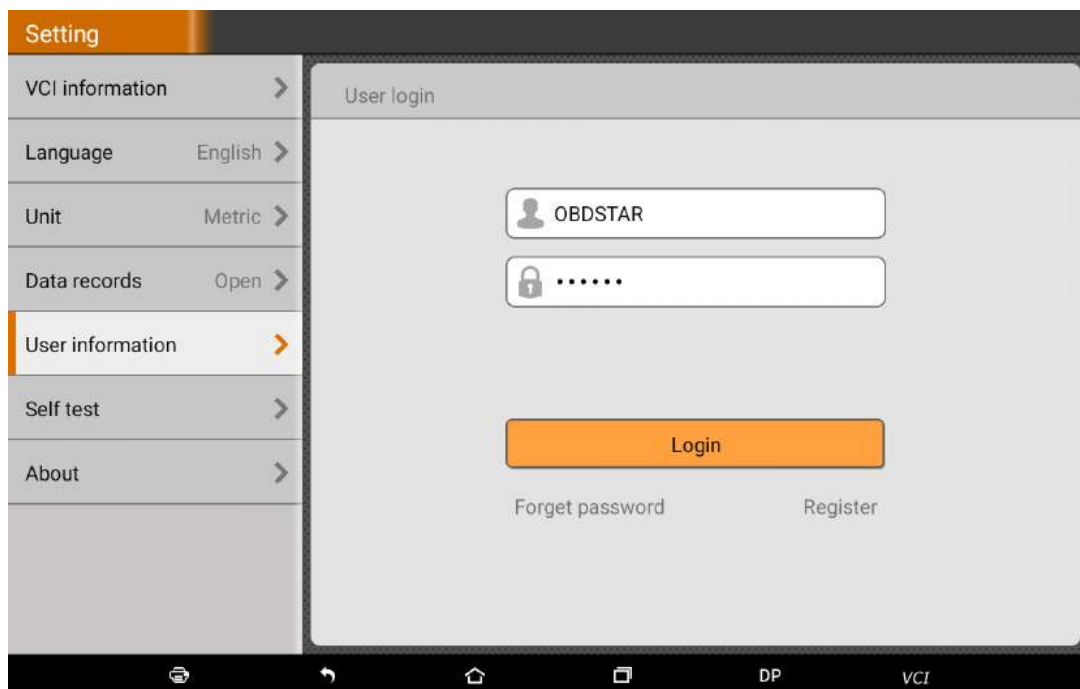 Setting
VCI information
Language English
Unit Metric
Data records Open
User information
Self test
About
User login
OBDSTAR
••••••
Login
Forget password Register
DP VCI